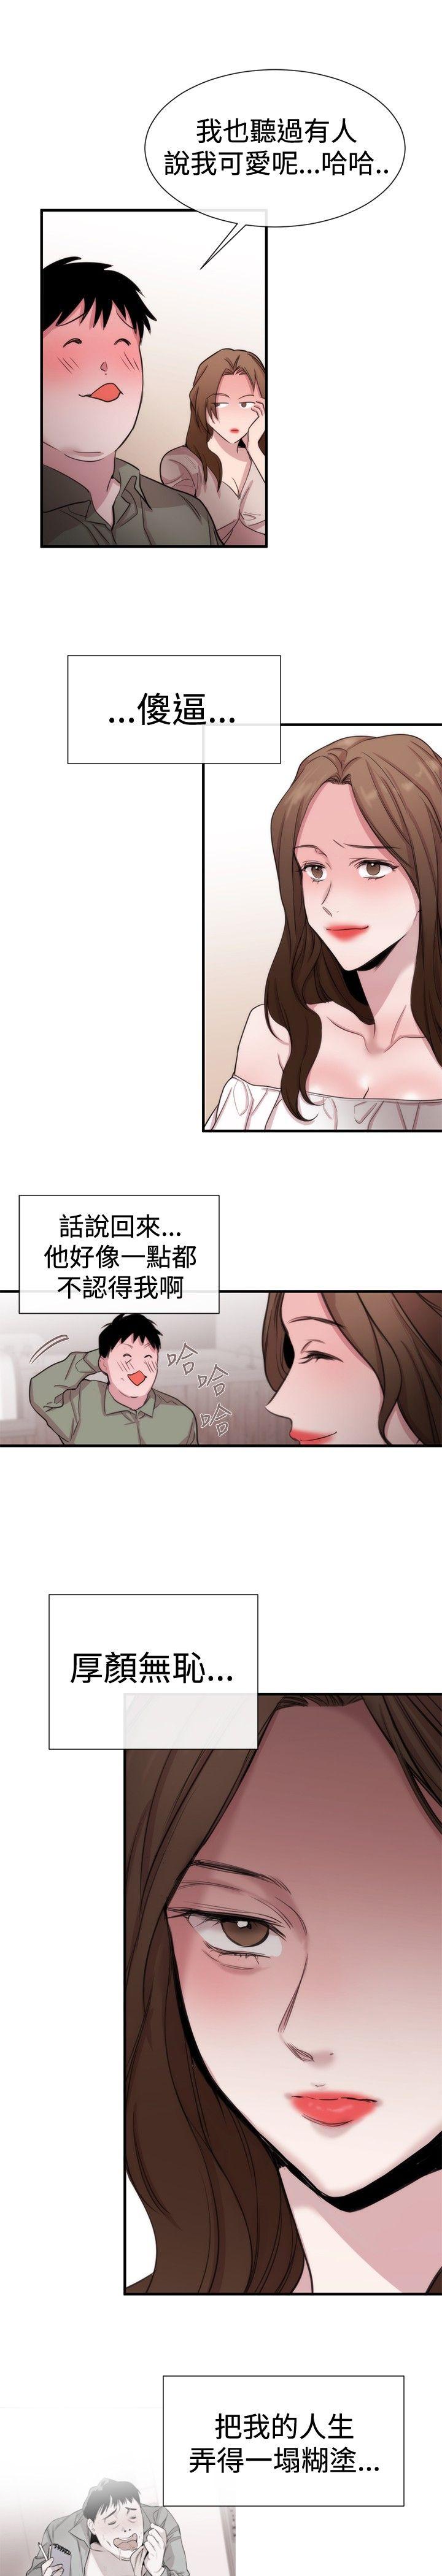 我也聽過有人
說我可愛呢...哈哈..
...傻逼...
話說回來...
他好像一點都
不認得我啊
哈
哈
哈
厚顏無恥...
把我的人生
弄得一塌糊塗...